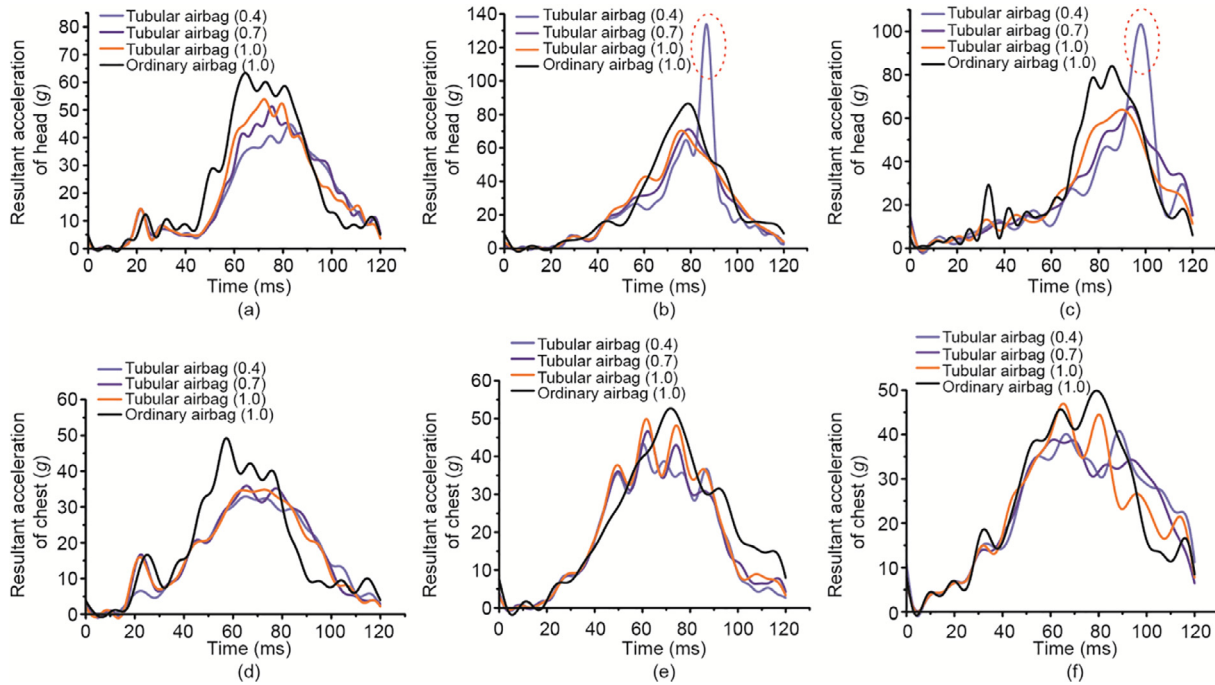 Tubular airbag (0.4)
Tubular airbag (0.7)
Tubular airbag (1.0)
Ordinary airbag (1.0)
Resultant acceleration
of head (g)
80
70
60
50
40
30
20
10
0
0 20 40 60 80 100 120
Time (ms)
(a)
Tubular airbag (0.4)
Tubular airbag (0.7)
Tubular airbag (1.0)
Ordinary airbag (1.0)
Resultant acceleration
of head (g)
140
120
100
80
60
40
20
0
0 20 40 60 80 100 120
Time (ms)
(b)
Tubular airbag (0.4)
Tubular airbag (0.7)
Tubular airbag (1.0)
Ordinary airbag (1.0)
Resultant acceleration
of head (g)
100
80
60
40
20
0
0 20 40 60 80 100 120
Time (ms)
(c)
Tubular airbag (0.4)
Tubular airbag (0.7)
Tubular airbag (1.0)
Ordinary airbag (1.0)
Resultant acceleration
of chest (g)
60
50
40
30
20
10
0
0 20 40 60 80 100 120
Time (ms)
(d)
Tubular airbag (0.4)
Tubular airbag (0.7)
Tubular airbag (1.0)
Ordinary airbag (1.0)
Resultant acceleration
of chest (g)
60
50
40
30
20
10
0
0 20 40 60 80 100 120
Time (ms)
(e)
Tubular airbag (0.4)
Tubular airbag (0.7)
Tubular airbag (1.0)
Ordinary airbag (1.0)
Resultant acceleration
of chest (g)
50
40
30
20
10
0
0 20 40 60 80 100 120
Time (ms)
(f)